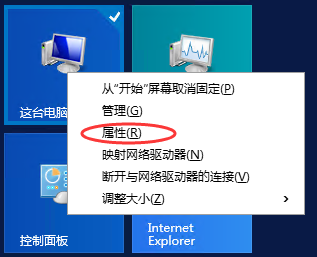 这台电脑
从“开始”屏幕取消固定(P)
管理(G)
属性(R)
映射网络驱动器(N)
断开与网络驱动器的连接(V)
调整大小(Z)
控制面板
Internet
Explorer